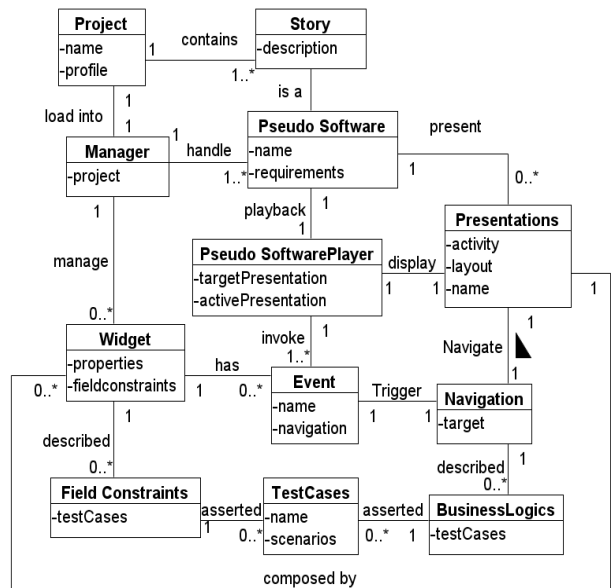 Project
-name
-profile
contains
1
1..*
Story
-description
1
load into
1
is a
Manager
-project
1
handle
1..*
Pseudo Software
-name
-requirements
present
1
0..*
1
playback
1
Presentations
-activity
-layout
-name
1
manage
0..*
Pseudo SoftwarePlayer
-targetPresentation
-activePresentation
display
1
1
1
1
invoke
1..*
1
Navigate
1
Widget
-properties
-fieldconstraints
0..*
has
1
0..*
Event
-name
-navigation
Trigger
1
1
Navigation
-target
1
described
0..*
1
described
0..*
Field Constraints
-testCases
asserted
1
0..*
TestCases
-name
-scenarios
asserted
0..*
1
BusinessLogics
-testCases
composed by